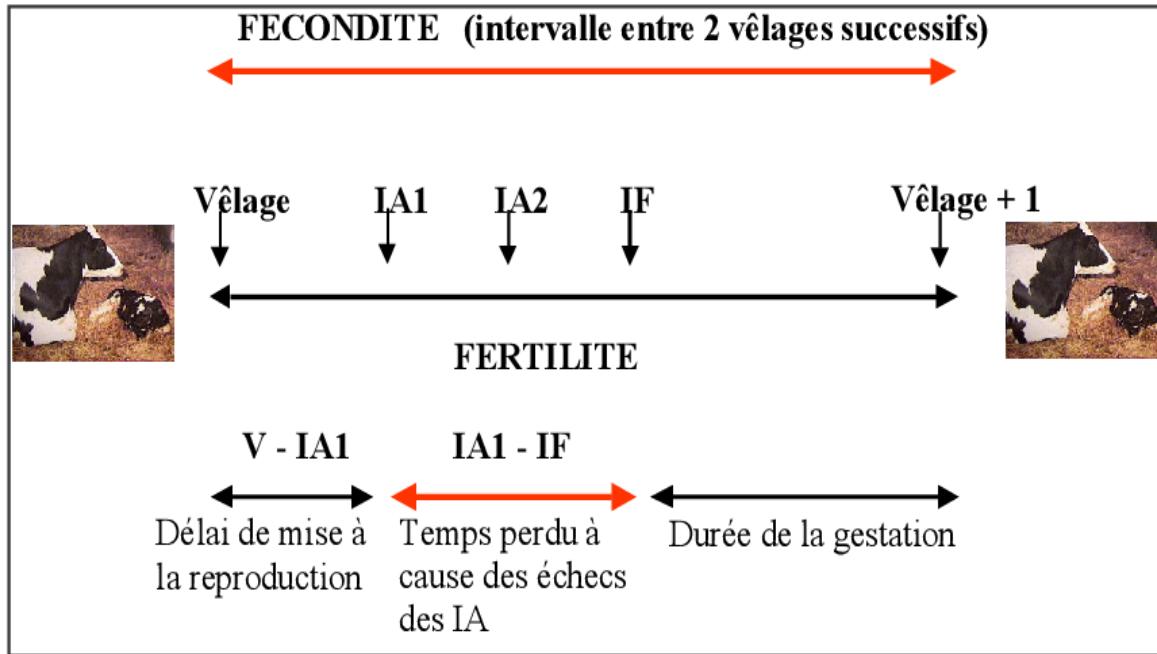 FECONDITE (intervalle entre 2 vêlages successifs)
Vêlage IA1 IA2 IF Vêlage + 1
FERTILITE
V - IA1 IA1 - IF
Délai de mise à
la reproduction
Temps perdu à
cause des échecs
des IA
Durée de la gestation